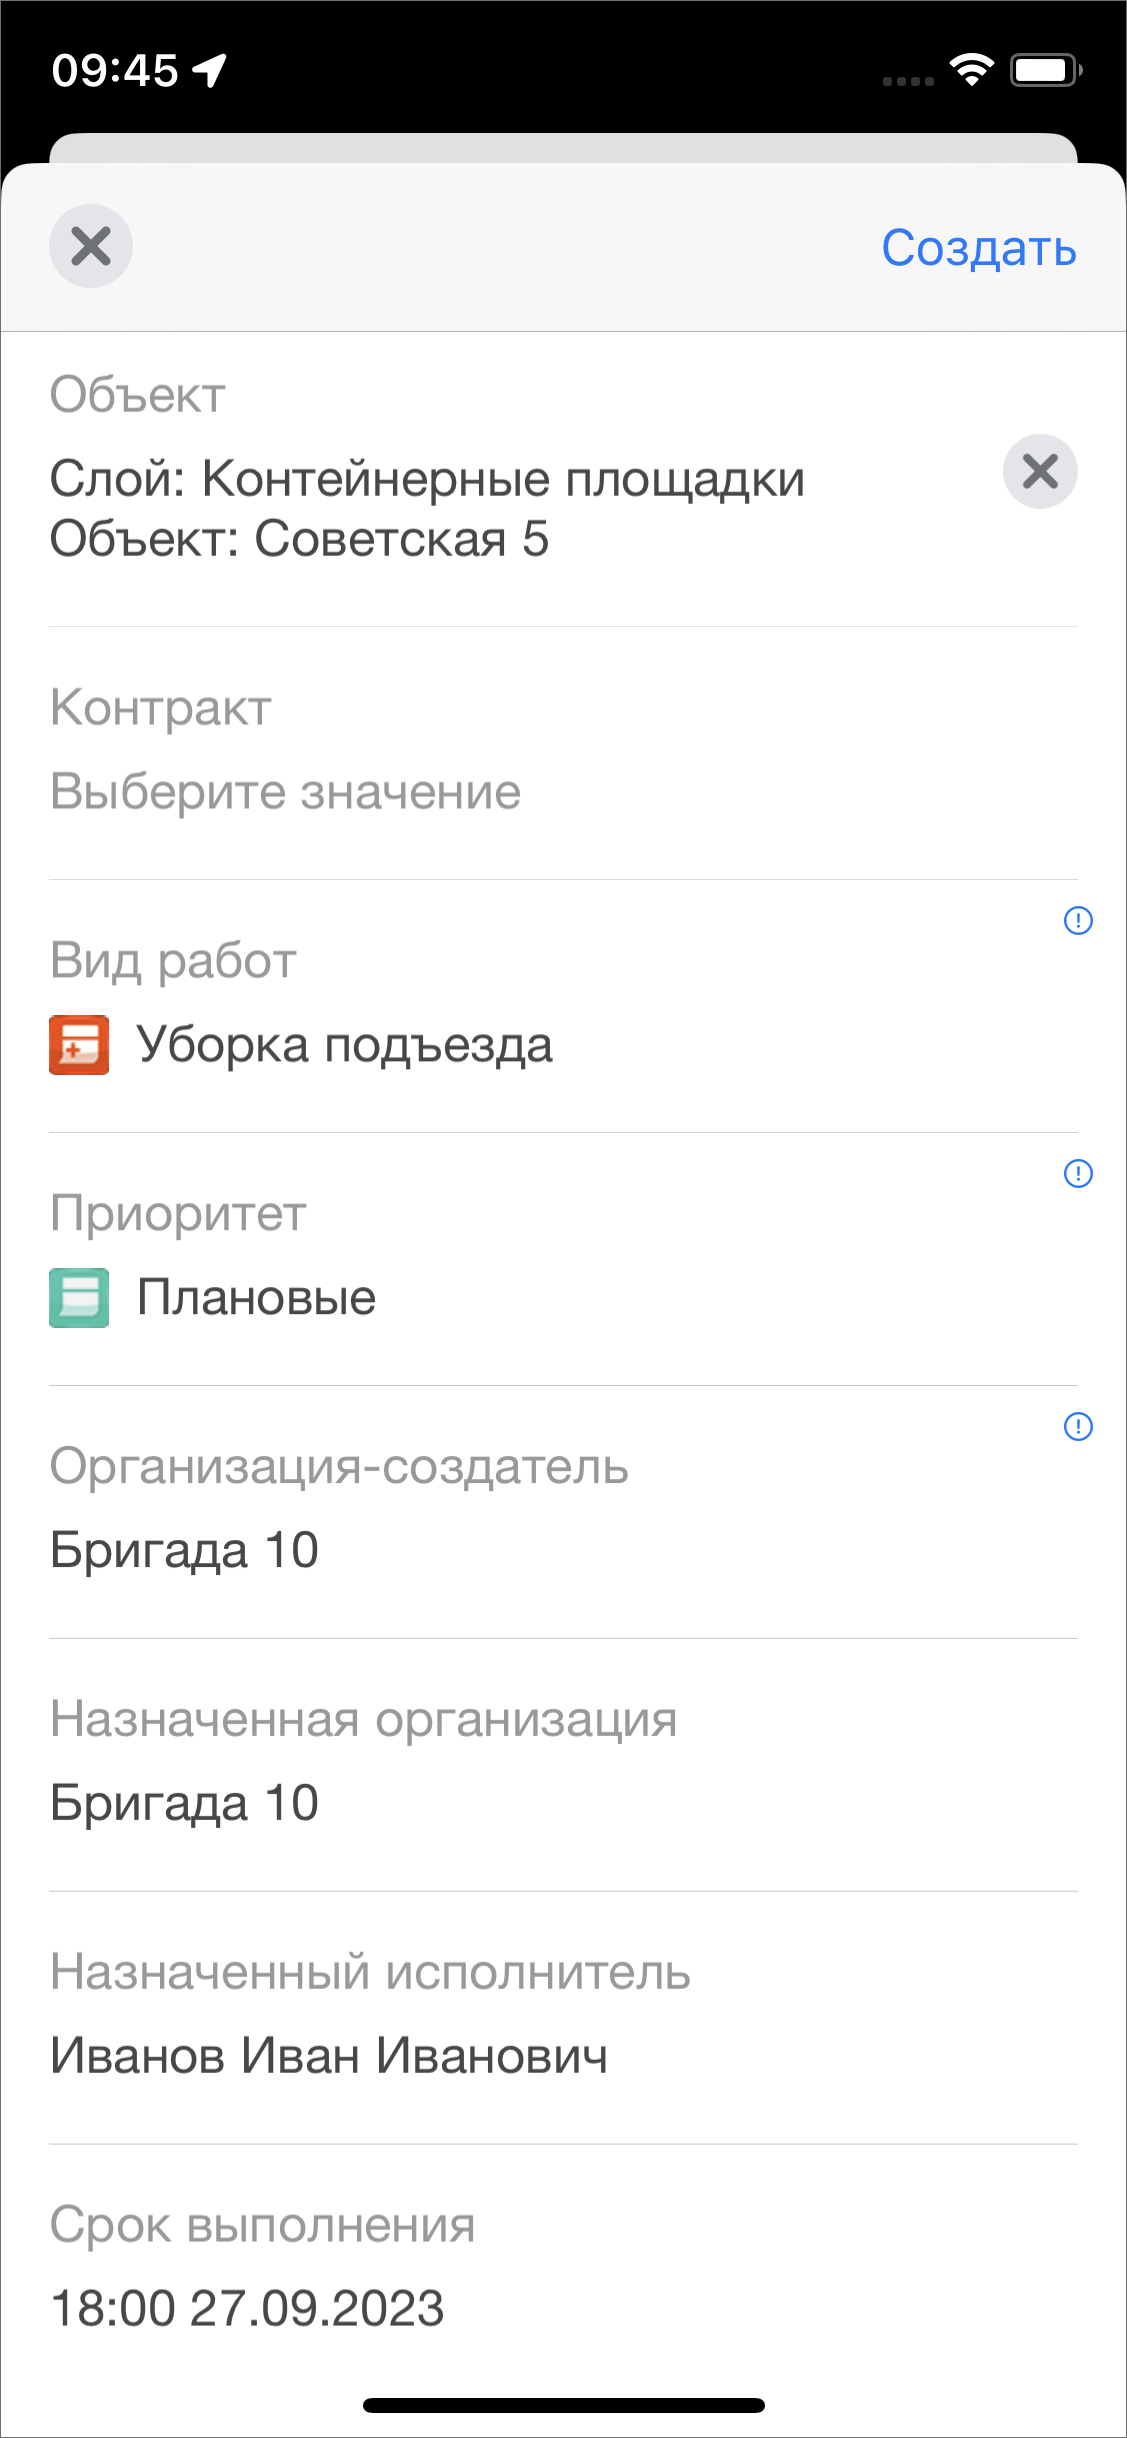 09:45
Создать
Объект
Слой: Контейнерные площадки
Объект: Советская 5
Контракт
Выберите значение
Вид работ
Уборка подъезда
Приоритет
Плановые
Организация-создатель
Бригада 10
Назначенная организация
Бригада 10
Назначенный исполнитель
Иванов Иван Иванович
Срок выполнения
18:00 27.09.2023